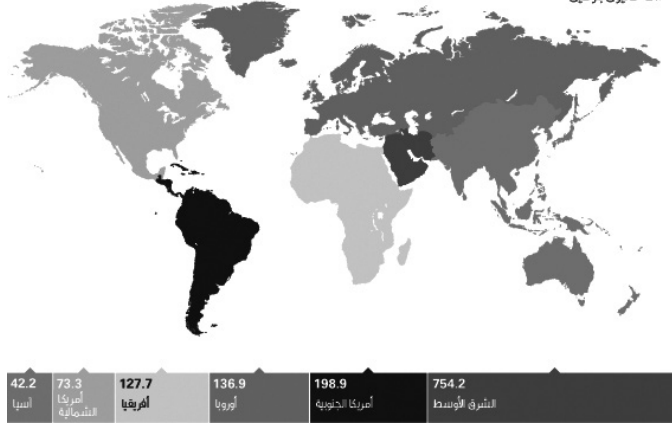 42.2
آسيا
73.3
أمريكا
الشمالية
127.7
أفريقيا
136.9
أوروبا
198.9
أمريكا الجنوبية
754.2
الشرق الأوسط